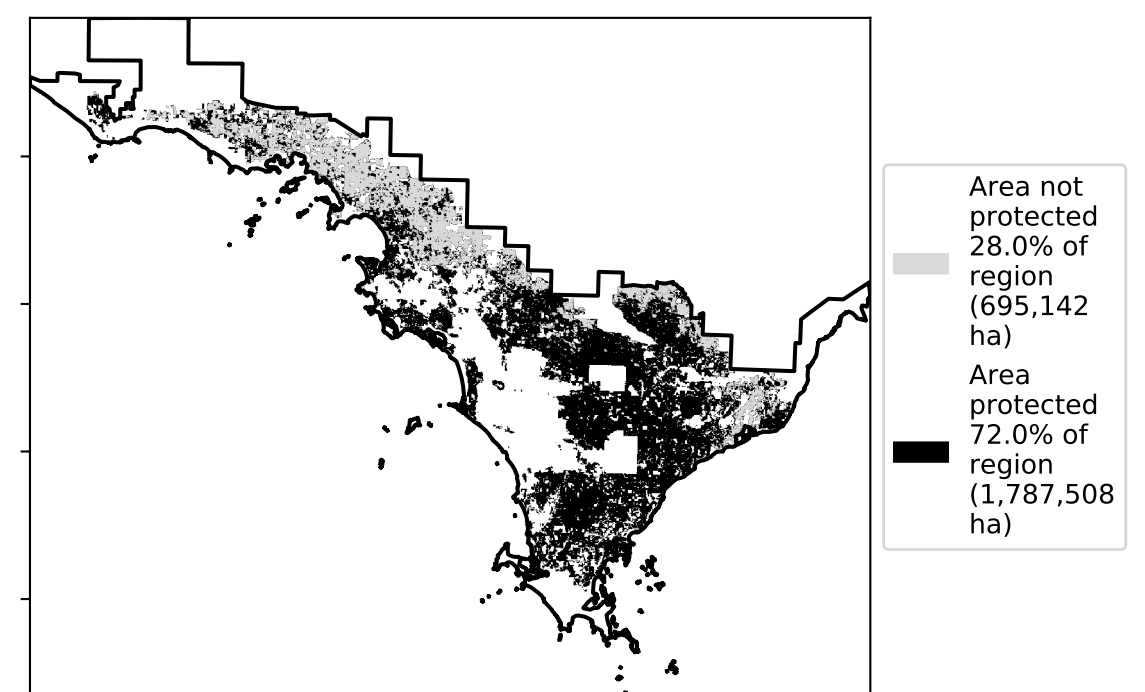 Area not
protected
28.0% of
region
(695,142
ha)
Area
protected
72.0% of
region
(1,787,508
ha)